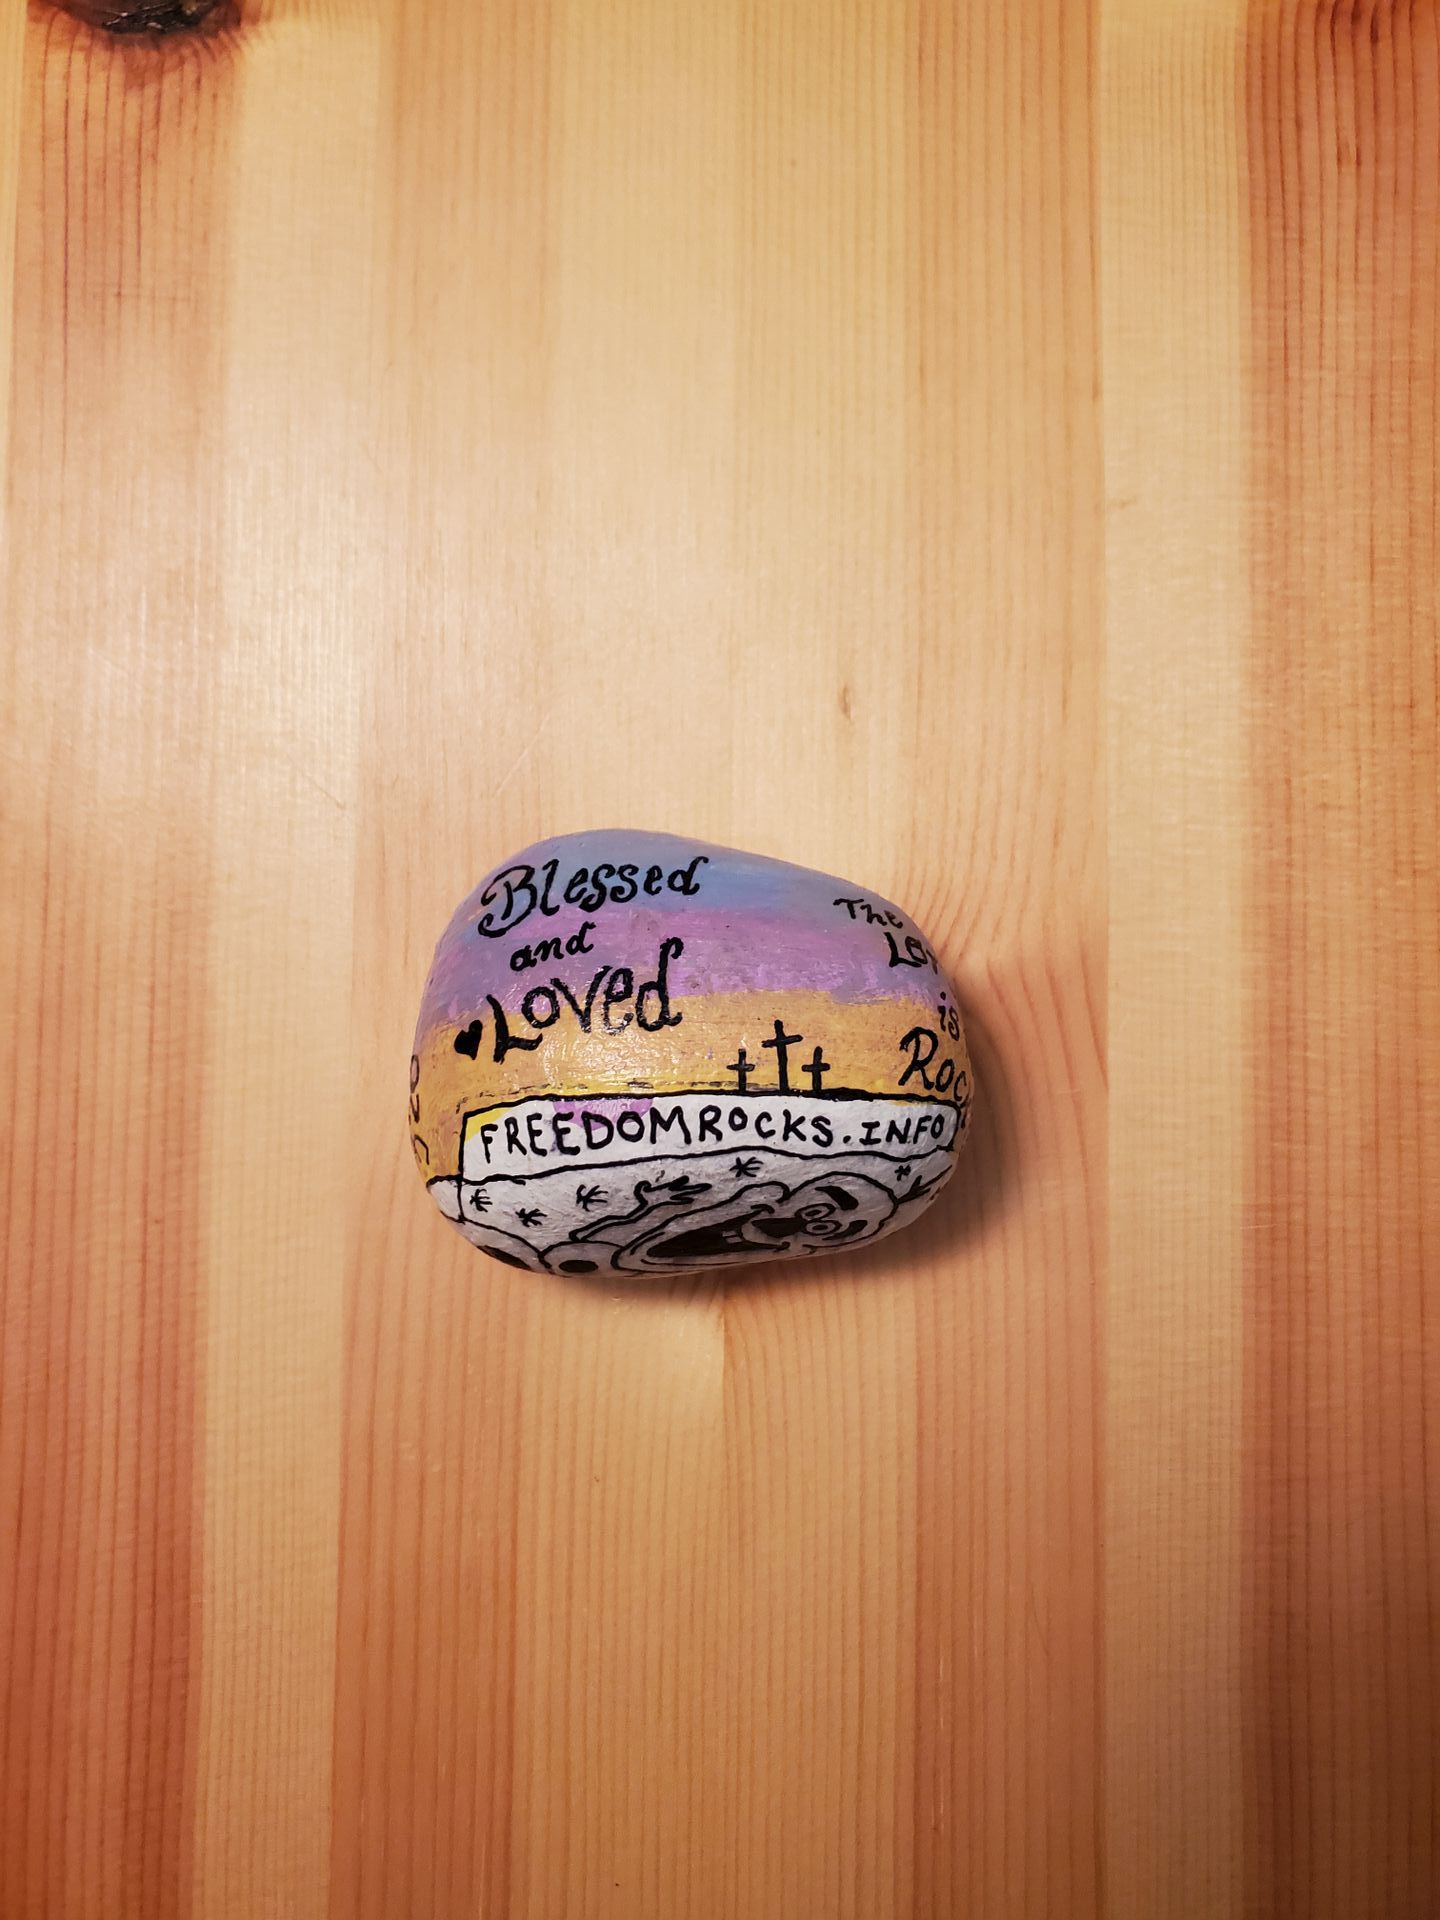 Blessed
and
Loved
The
is
FREEDOMROCKS.INFO